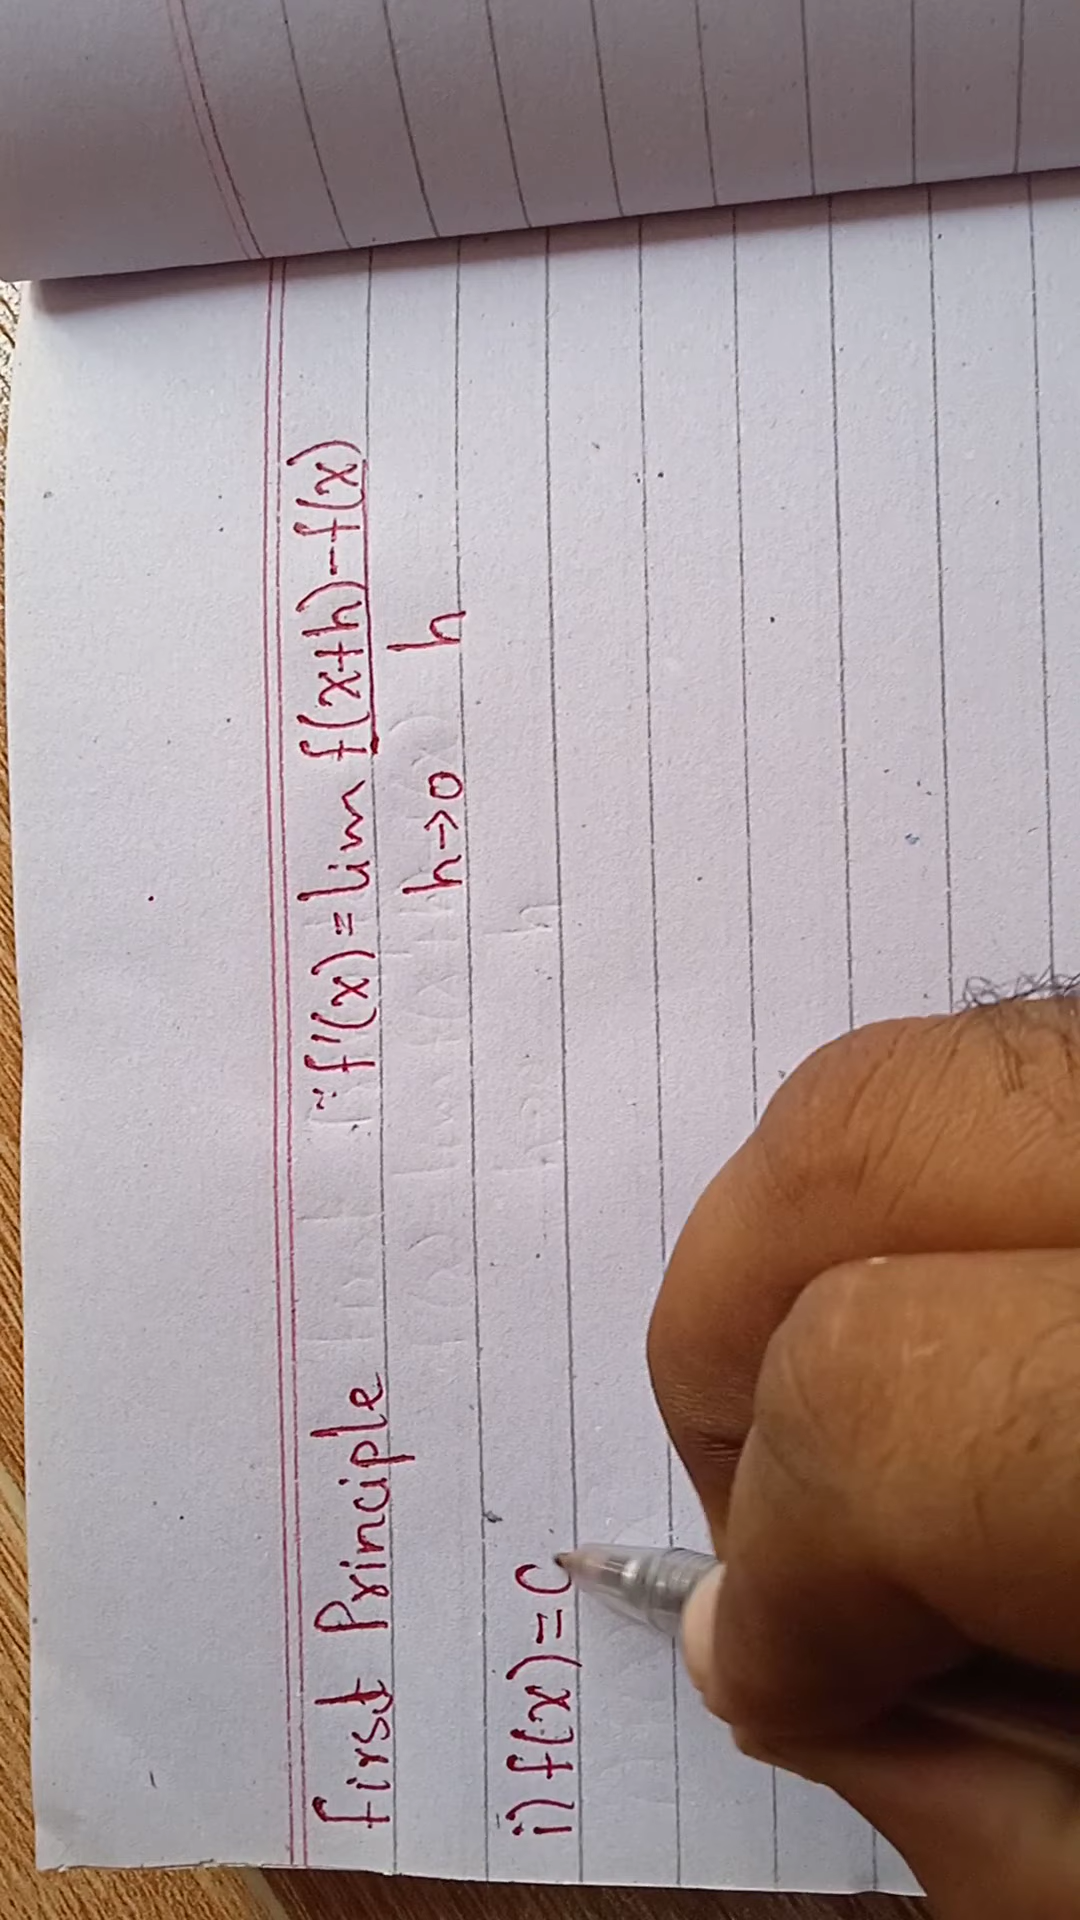 First Principle ∵ f'(x) = lim f(x+h)-f(x)
h→0 h
i) f(x) = C